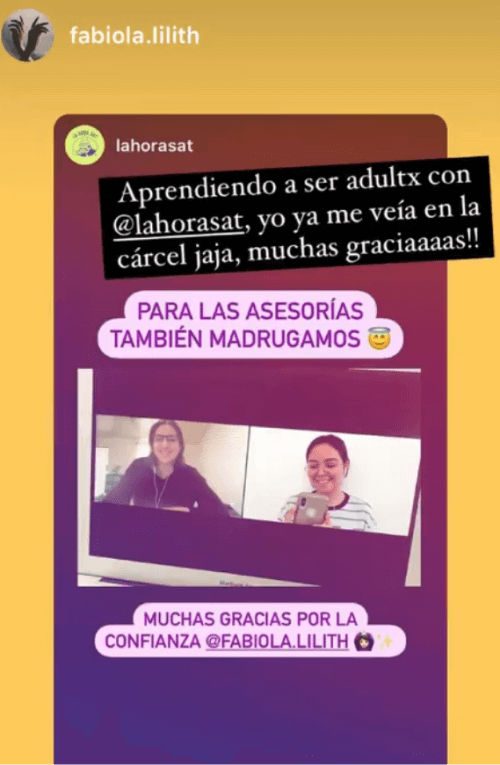 fabiola.lilith
lahorasat
Aprendiendo a ser adultx con
@lahorasat, yo ya me veía en la
cárcel jaja, muchas graciaaaas!!
PARA LAS ASESORÍAS
TAMBIÉN MADRUGAMOS 😇
MUCHAS GRACIAS POR LA
CONFIANZA @FABIOLA.LILITH 👸🏻✨